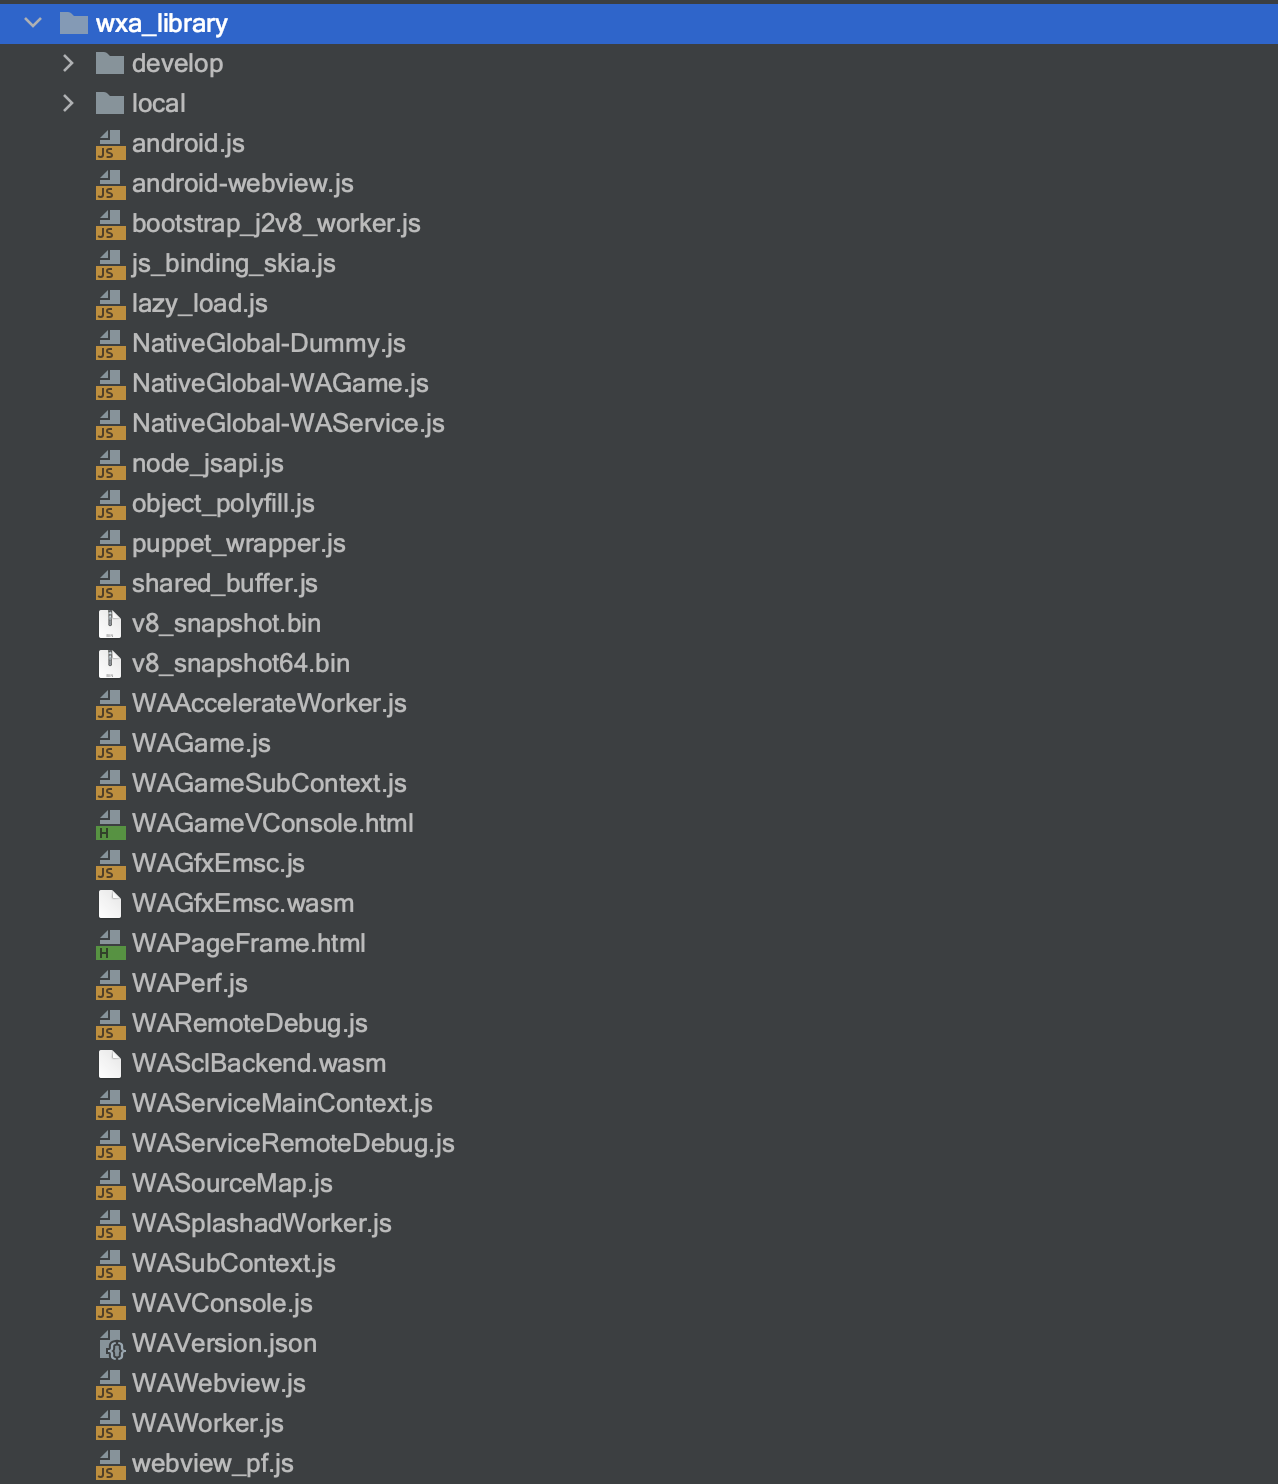 wxa_library
develop
local
android.js
android-webview.js
bootstrap_j2v8_worker.js
js_binding_skia.js
lazy_load.js
NativeGlobal-Dummy.js
NativeGlobal-WAGame.js
NativeGlobal-WAService.js
node_jsapi.js
object_polyfill.js
puppet_wrapper.js
shared_buffer.js
v8_snapshot.bin
v8_snapshot64.bin
WAAccelerateWorker.js
WAGame.js
WAGameSubContext.js
WAGameVConsole.html
WAGfxEmsc.js
WAGfxEmsc.wasm
WAPageFrame.html
WAPerf.js
WARemoteDebug.js
WASclBackend.wasm
WAServiceMainContext.js
WAServiceRemoteDebug.js
WASourceMap.js
WASplashadWorker.js
WASubContext.js
WAVConsole.js
WAVersion.json
WAWebview.js
WAWorker.js
webview_pf.js